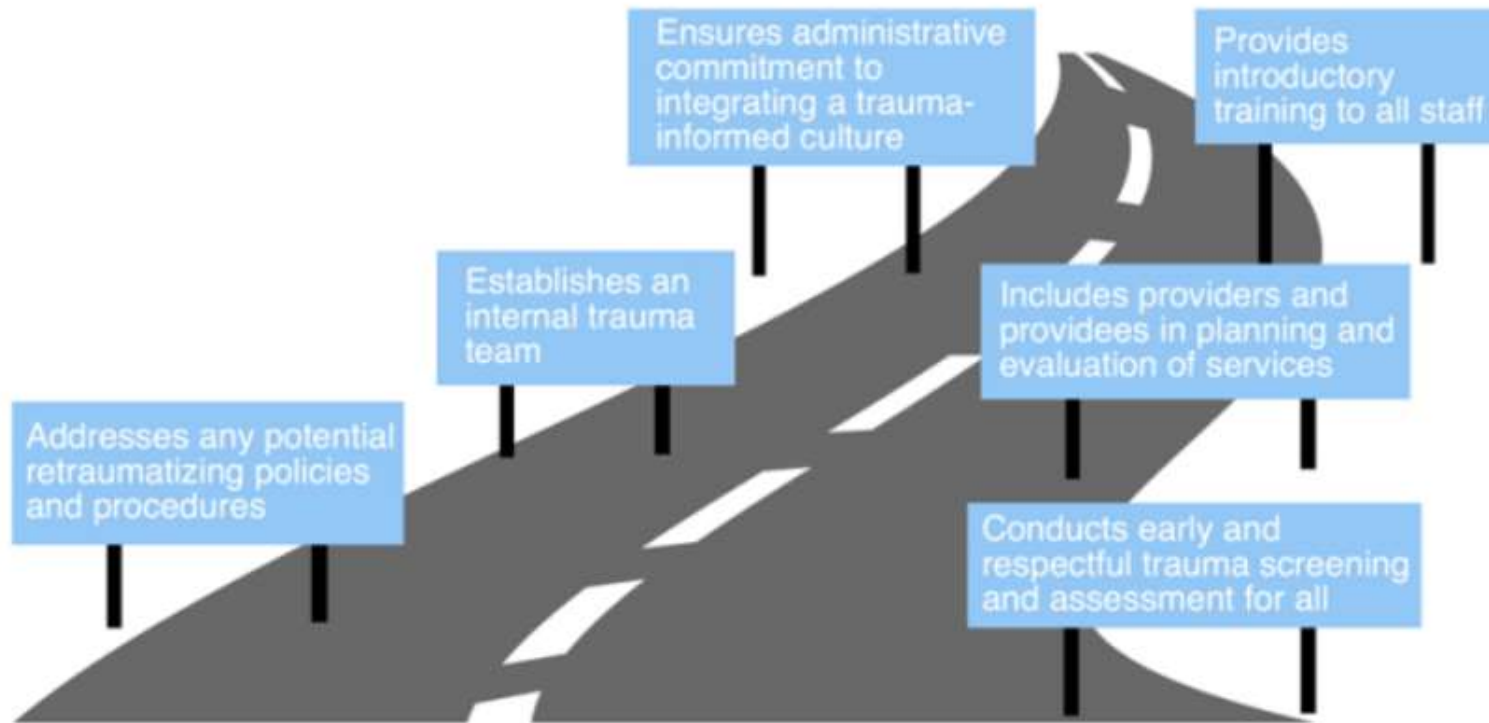 Ensures administrative
commitment to
integrating a trauma-
informed culture
Provides
introductory
training to all staff
Establishes an
internal trauma
team
Includes providers and
providees in planning and
evaluation of services
Addresses any potential
retraumatizing policies
and procedures
Conducts early and
respectful trauma screening
and assessment for all